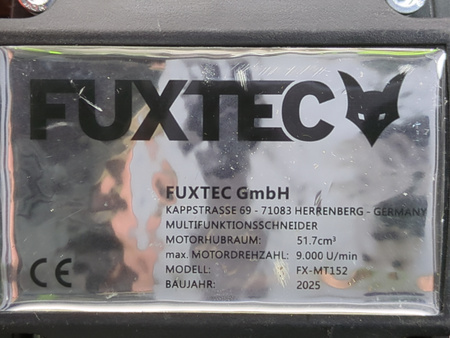 FUXTEC
FUXTEC GmbH
KAPPSTRASSE 69 - 71083 HERRENBERG - GERMANY
MULTIFUNKTIONSSCHNEIDER
MOTORHUBRAUM: 51.7cm³
max. MOTORDREHZAHL: 9.000 U/min
MODELL: FX-MT152
BAUJAHR: 2025
CE